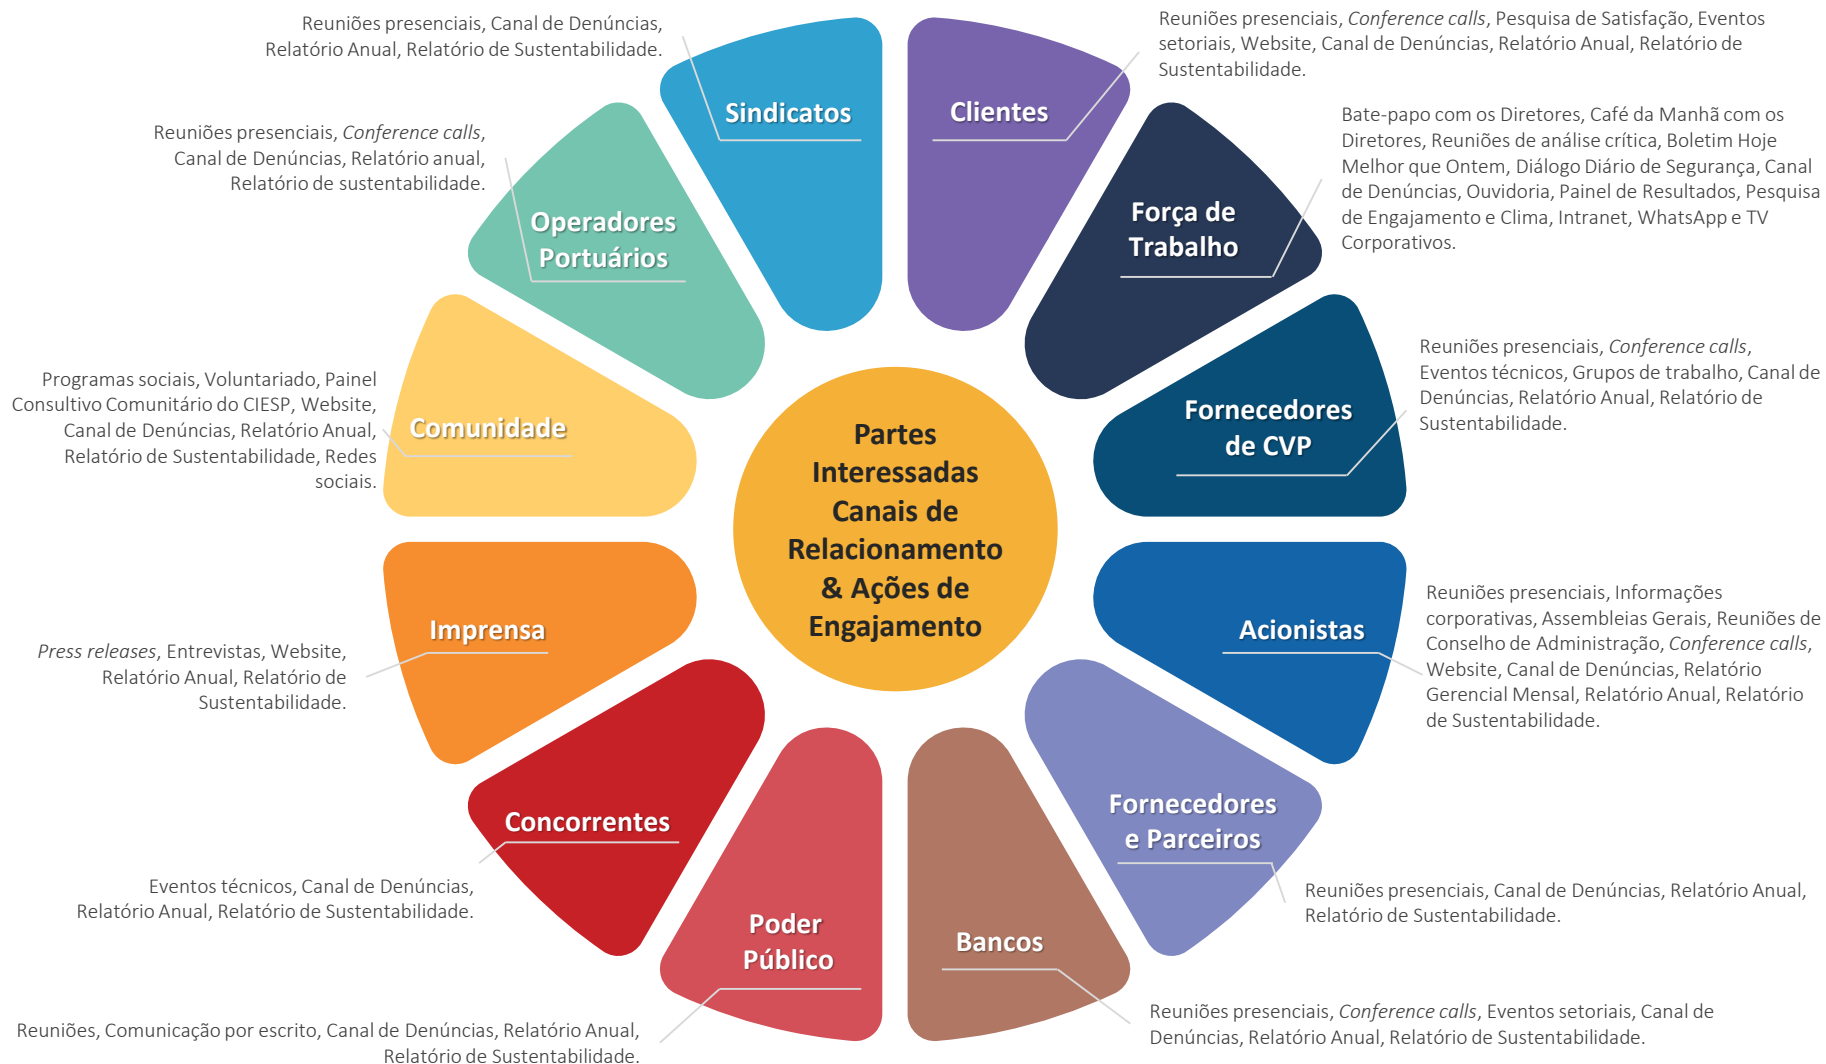 Reuniões presenciais, Canal de Denúncias,
Relatório Anual, Relatório de Sustentabilidade.
Sindicatos
Clientes
Reuniões presenciais, Conference calls, Pesquisa de Satisfação, Eventos
setoriais, Website, Canal de Denúncias, Relatório Anual, Relatório de
Sustentabilidade.
Força de
Trabalho
Bate-papo com os Diretores, Café da Manhã com os
Diretores, Reuniões de análise crítica, Boletim Hoje
Melhor que Ontem, Diálogo Diário de Segurança, Canal
de Denúncias, Ouvidoria, Painel de Resultados, Pesquisa
de Engajamento e Clima, Intranet, WhatsApp e TV
Corporativos.
Reuniões presenciais, Conference calls,
Canal de Denúncias, Relatório anual,
Relatório de sustentabilidade.
Operadores
Portuários
Fornecedores
de CVP
Reuniões presenciais, Conference calls,
Eventos técnicos, Grupos de trabalho, Canal de
Denúncias, Relatório Anual, Relatório de
Sustentabilidade.
Programas sociais, Voluntariado, Painel
Consultivo Comunitário do CIESP, Website,
Canal de Denúncias, Relatório Anual,
Relatório de Sustentabilidade, Redes
sociais.
Comunidade
Partes
Interessadas
Canais de
Relacionamento
& Ações de
Engajamento
Acionistas
Reuniões presenciais, Informações
corporativas, Assembleias Gerais, Reuniões de
Conselho de Administração, Conference calls,
Website, Canal de Denúncias, Relatório
Gerencial Mensal, Relatório Anual, Relatório
de Sustentabilidade.
Imprensa
Press releases, Entrevistas, Website,
Relatório Anual, Relatório de
Sustentabilidade.
Fornecedores
e Parceiros
Reuniões presenciais, Canal de Denúncias, Relatório Anual,
Relatório de Sustentabilidade.
Concorrentes
Eventos técnicos, Canal de Denúncias,
Relatório Anual, Relatório de Sustentabilidade.
Poder
Público
Reuniões, Comunicação por escrito, Canal de Denúncias, Relatório Anual,
Relatório de Sustentabilidade.
Bancos
Reuniões presenciais, Conference calls, Eventos setoriais, Canal de
Denúncias, Relatório Anual, Relatório de Sustentabilidade.